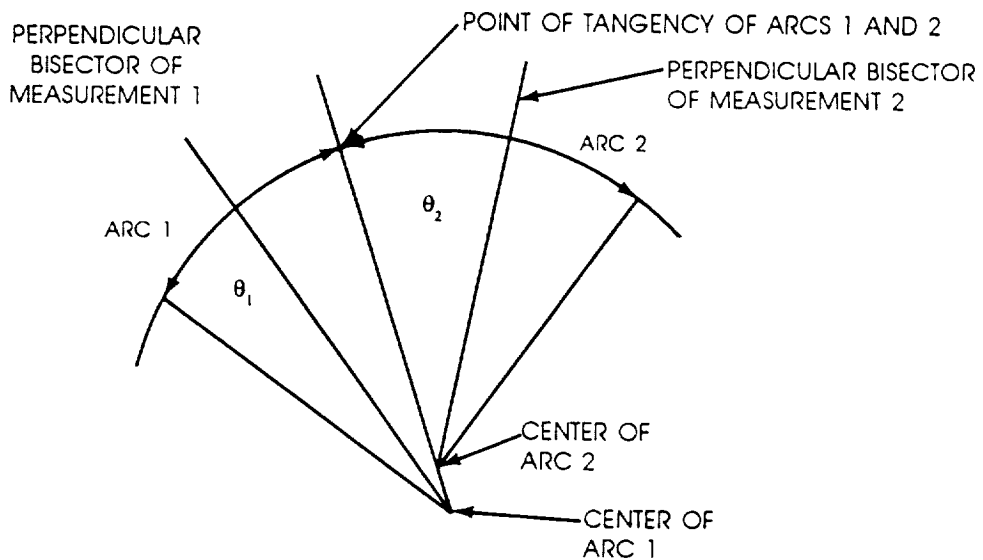 POINT OF TANGENCY OF ARCS 1 AND 2
PERPENDICULAR
BISECTOR OF
MEASUREMENT 1
PERPENDICULAR BISECTOR
OF MEASUREMENT 2
ARC 2
ARC 1
θ₂
θ₁
CENTER OF
ARC 2
CENTER OF
ARC 1